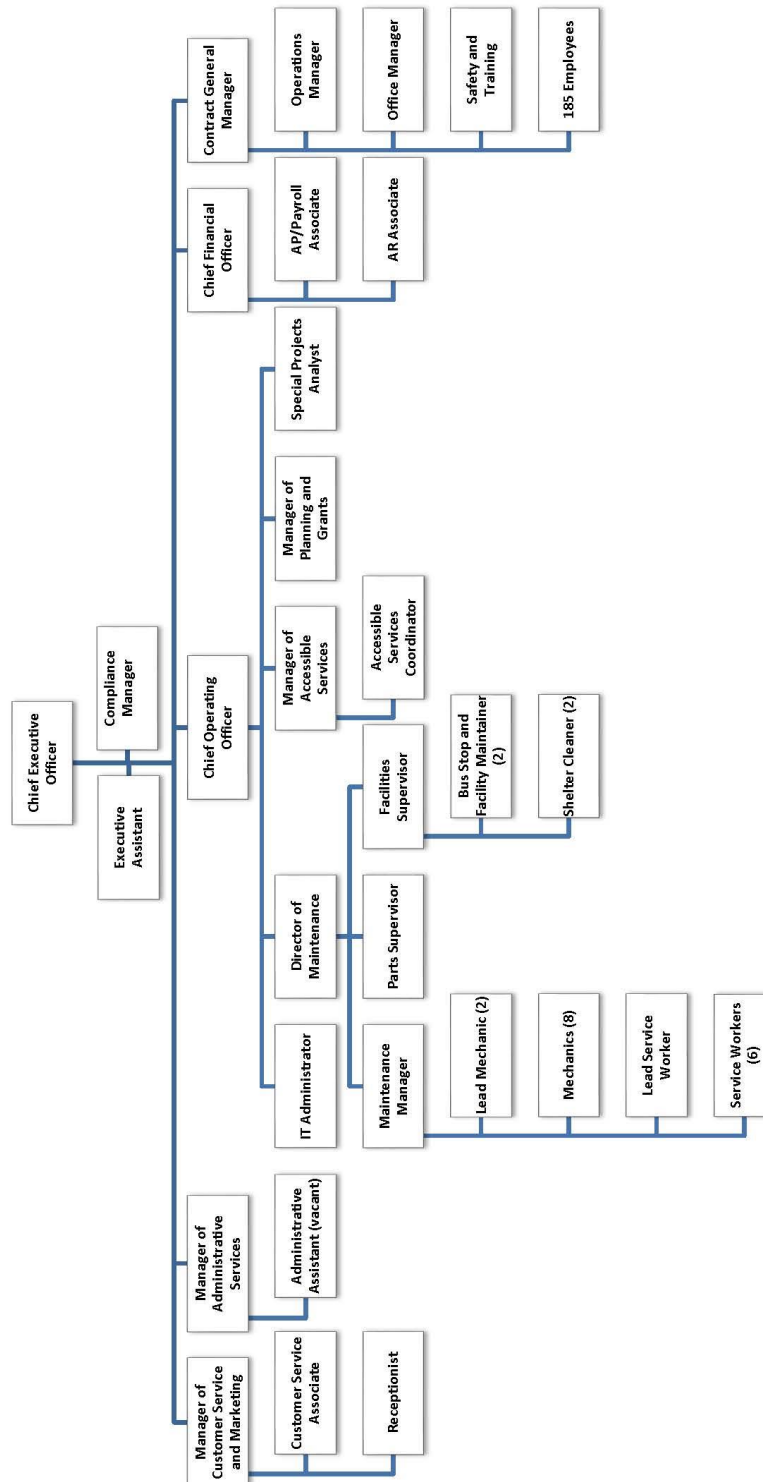 Chief Executive
Officer
Executive
Assistant
Compliance
Manager
Manager of
Customer Service
and Marketing
Manager of
Administrative
Services
Chief Operating
Officer
Chief Financial
Officer
Contract General
Manager
Customer Service
Associate
Receptionist
Administrative
Assistant (vacant)
IT Administrator
Director of
Maintenance
Manager of
Accessible
Services
Manager of
Planning and
Grants
Special Projects
Analyst
Maintenance
Manager
Parts Supervisor
Facilities
Supervisor
Accessible
Services
Coordinator
Lead Mechanic (2)
Mechanics (8)
Lead Service
Worker
Service Workers
(6)
Bus Stop and
Facility Maintainer
(2)
Shelter Cleaner (2)
AP/Payroll
Associate
AR Associate
Operations
Manager
Office Manager
Safety and
Training
185 Employees